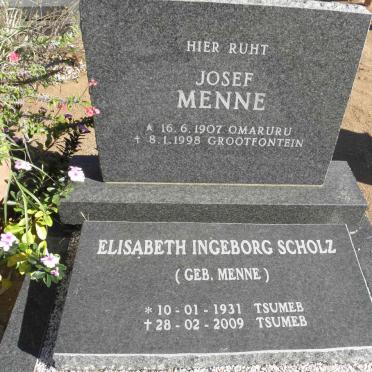 HIER RUHT
JOSEF
MENNE
* 16.6.1907 OMARURU
† 8.1.1998 GROOTFONTEIN
ELISABETH INGEBORG SCHOLZ
(GEB. MENNE)
* 10-01-1931 TSUMEB
† 28-02-2009 TSUMEB